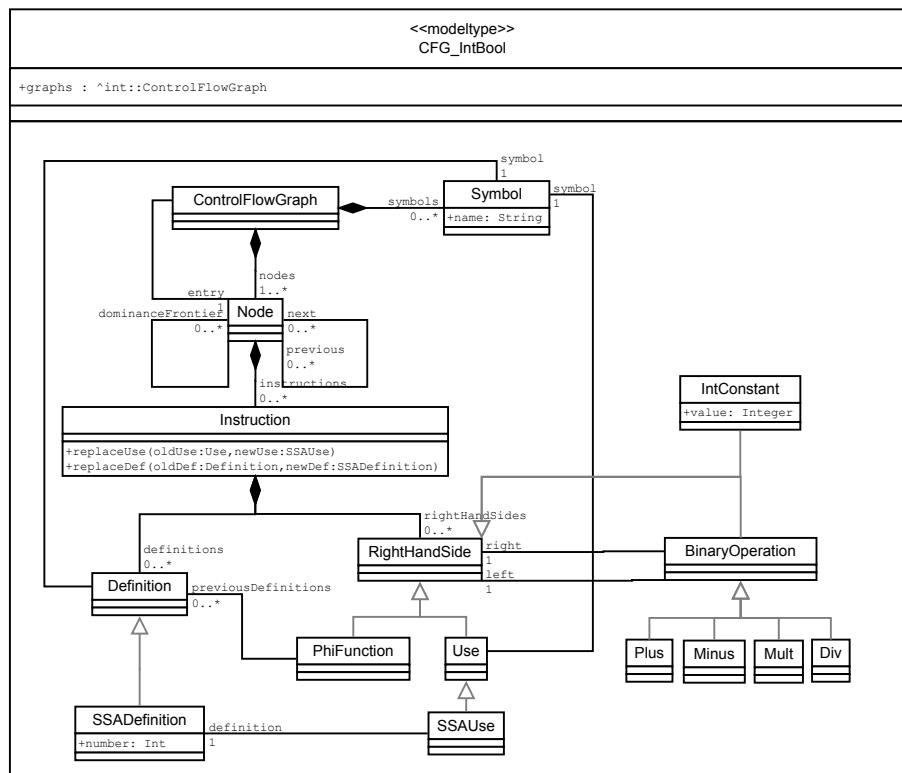 <<modeltype>>
CFG_IntBool
+graphs : ^int::ControlFlowGraph
symbol
1
ControlFlowGraph
symbols
0..*
Symbol
+name: String
symbol
1
nodes
1..*
entry
1
dominanceFrontier
0..*
Node
next
0..*
previous
0..*
instructions
0..*
IntConstant
+value: Integer
Instruction
+replaceUse(oldUse:Use,newUse:SSAUse)
+replaceDef(oldDef:Definition,newDef:SSADefinition)
rightHandSides
0..*
definitions
0..*
RightHandSide
right
1
left
1
BinaryOperation
Definition
previousDefinitions
0..*
PhiFunction
Use
Plus
Minus
Mult
Div
SSADefinition
+number: Int
definition
1
SSAUse